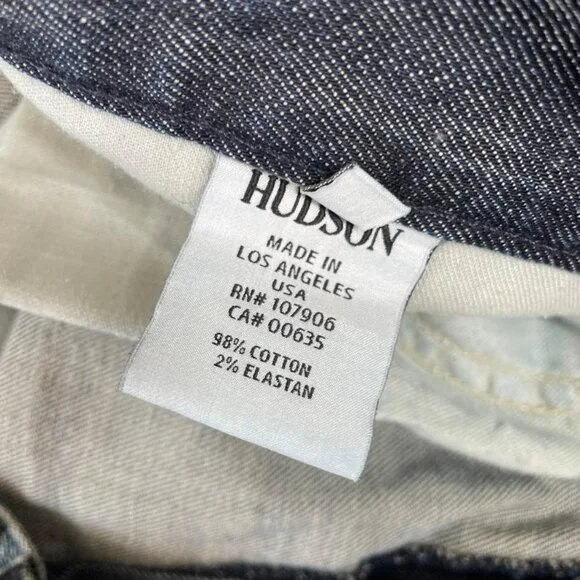 HUDSON
MADE IN
LOS ANGELES
USA
RN# 107906
CA# 00635
98% COTTON
2% ELASTAN